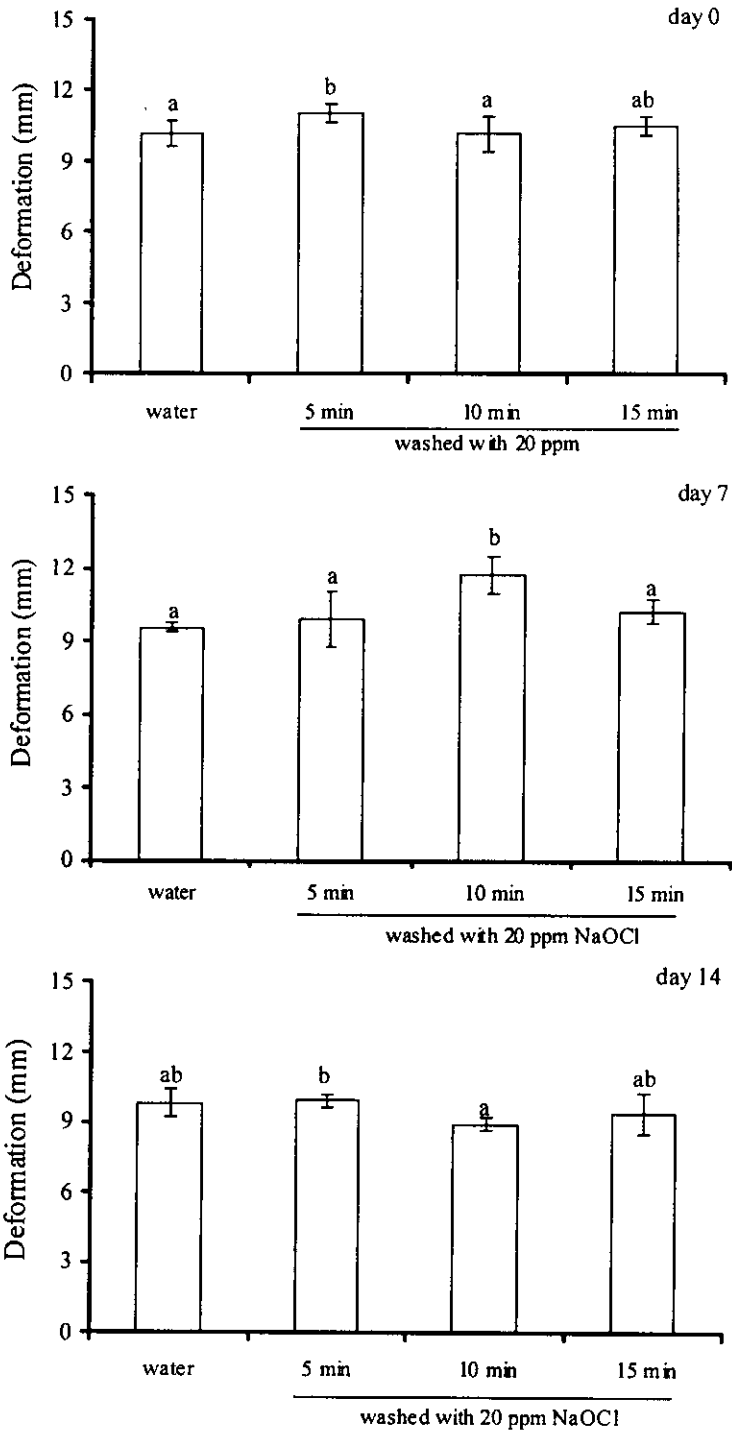 day 0
Deformation (mm)
15
12
9
6
3
0
a
b
a
ab
water 5 min 10 min 15 min
washed with 20 ppm
day 7
Deformation (mm)
15
12
9
6
3
0
a
a
b
a
water 5 min 10 min 15 min
washed with 20 ppm NaOCl
day 14
Deformation (mm)
15
12
9
6
3
0
ab
b
a
ab
water 5 min 10 min 15 min
washed with 20 ppm NaOCl